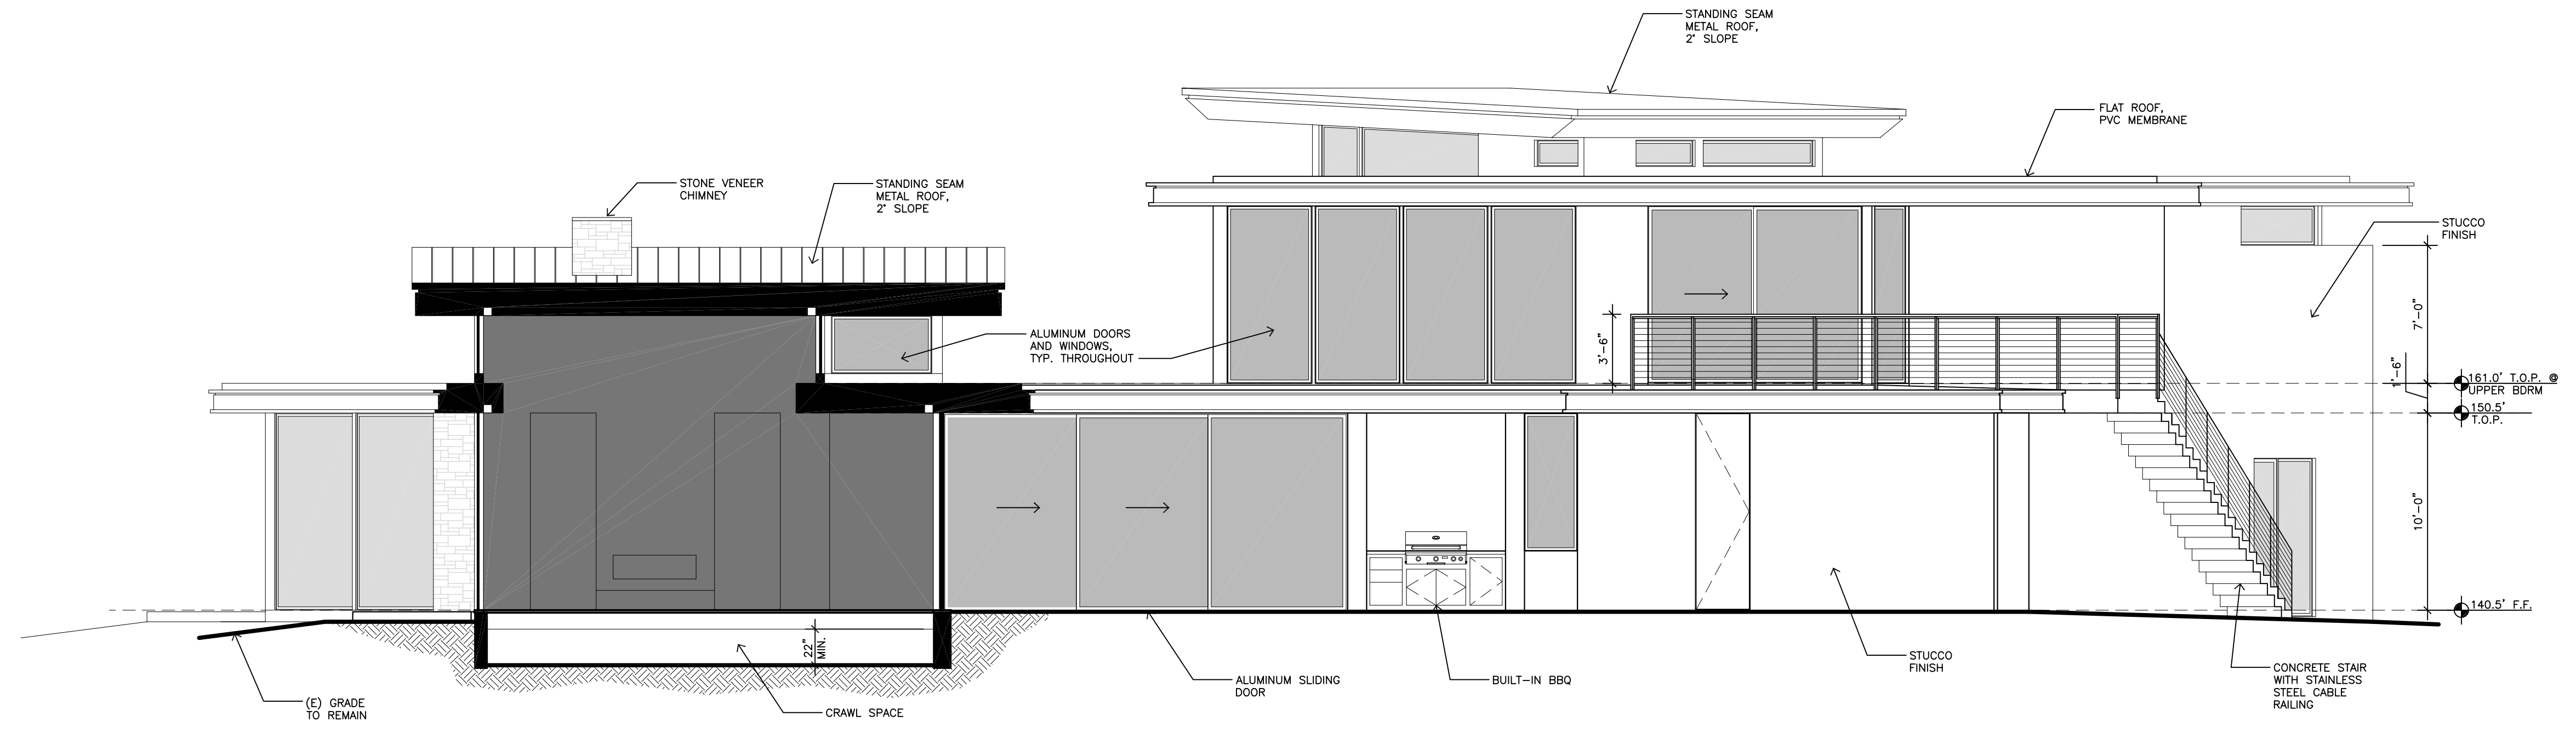 STANDING SEAM
METAL ROOF,
2° SLOPE
FLAT ROOF,
PVC MEMBRANE
STONE VENEER
CHIMNEY
STANDING SEAM
METAL ROOF,
2° SLOPE
STUCCO
FINISH
ALUMINUM DOORS
AND WINDOWS,
TYP. THROUGHOUT
3'-6"
7'-0"
1'-6"
161.0' T.O.P. @
UPPER BDRM
150.5'
T.O.P.
10'-0"
140.5' F.F.
22"
MIN.
STUCCO
FINISH
CONCRETE STAIR
WITH STAINLESS
STEEL CABLE
RAILING
ALUMINUM SLIDING
DOOR
BUILT-IN BBQ
(E) GRADE
TO REMAIN
CRAWL SPACE